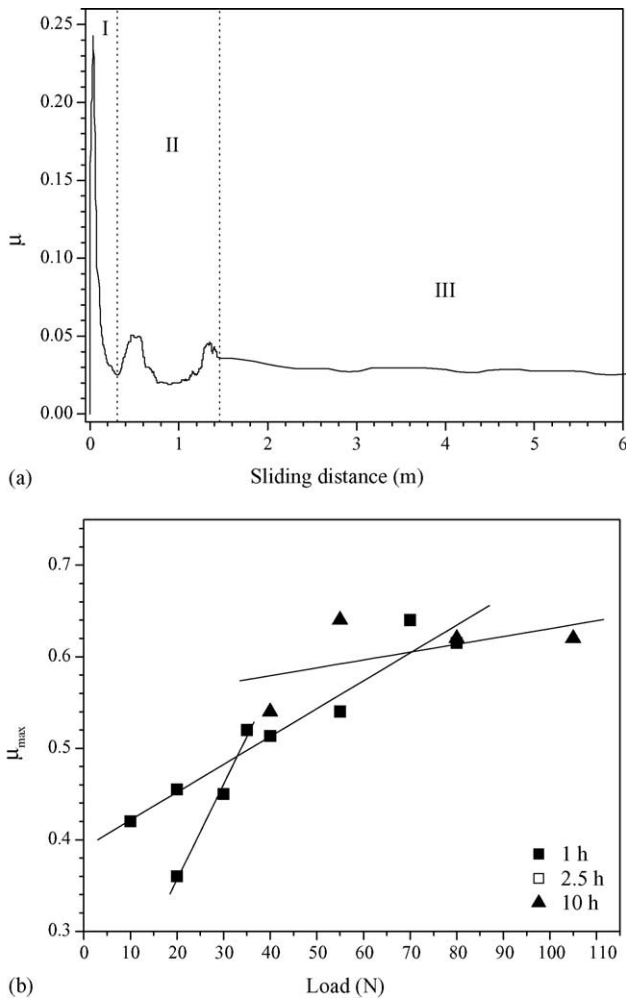 I
II
III
0.25
0.20
0.15
0.10
0.05
0.00
μ
0 1 2 3 4 5 6
(a) Sliding distance (m)
0.7
0.6
0.5
0.4
0.3
μmax
1 h
2.5 h
10 h
0 10 20 30 40 50 60 70 80 90 100 110
(b) Load (N)